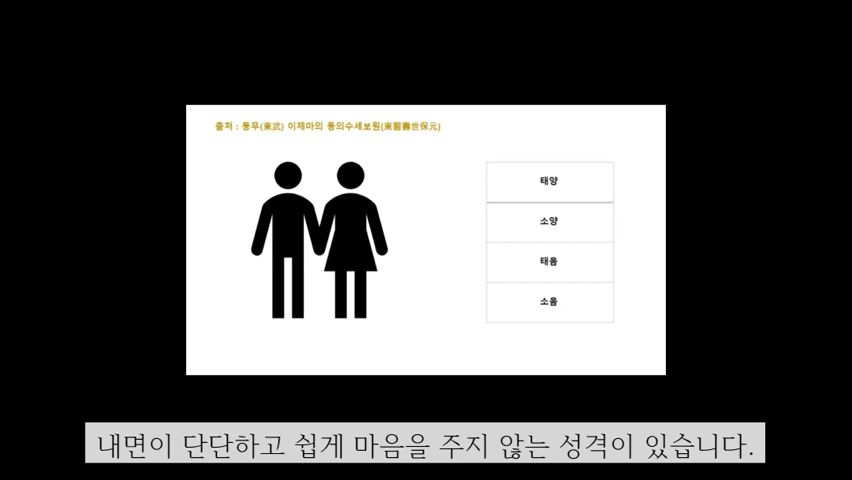 출처 : 동무(東武) 이제마의 동의수세보원(東醫壽世保元)
태양
소양
태음
소음
내면이 단단하고 쉽게 마음을 주지 않는 성격이 있습니다.